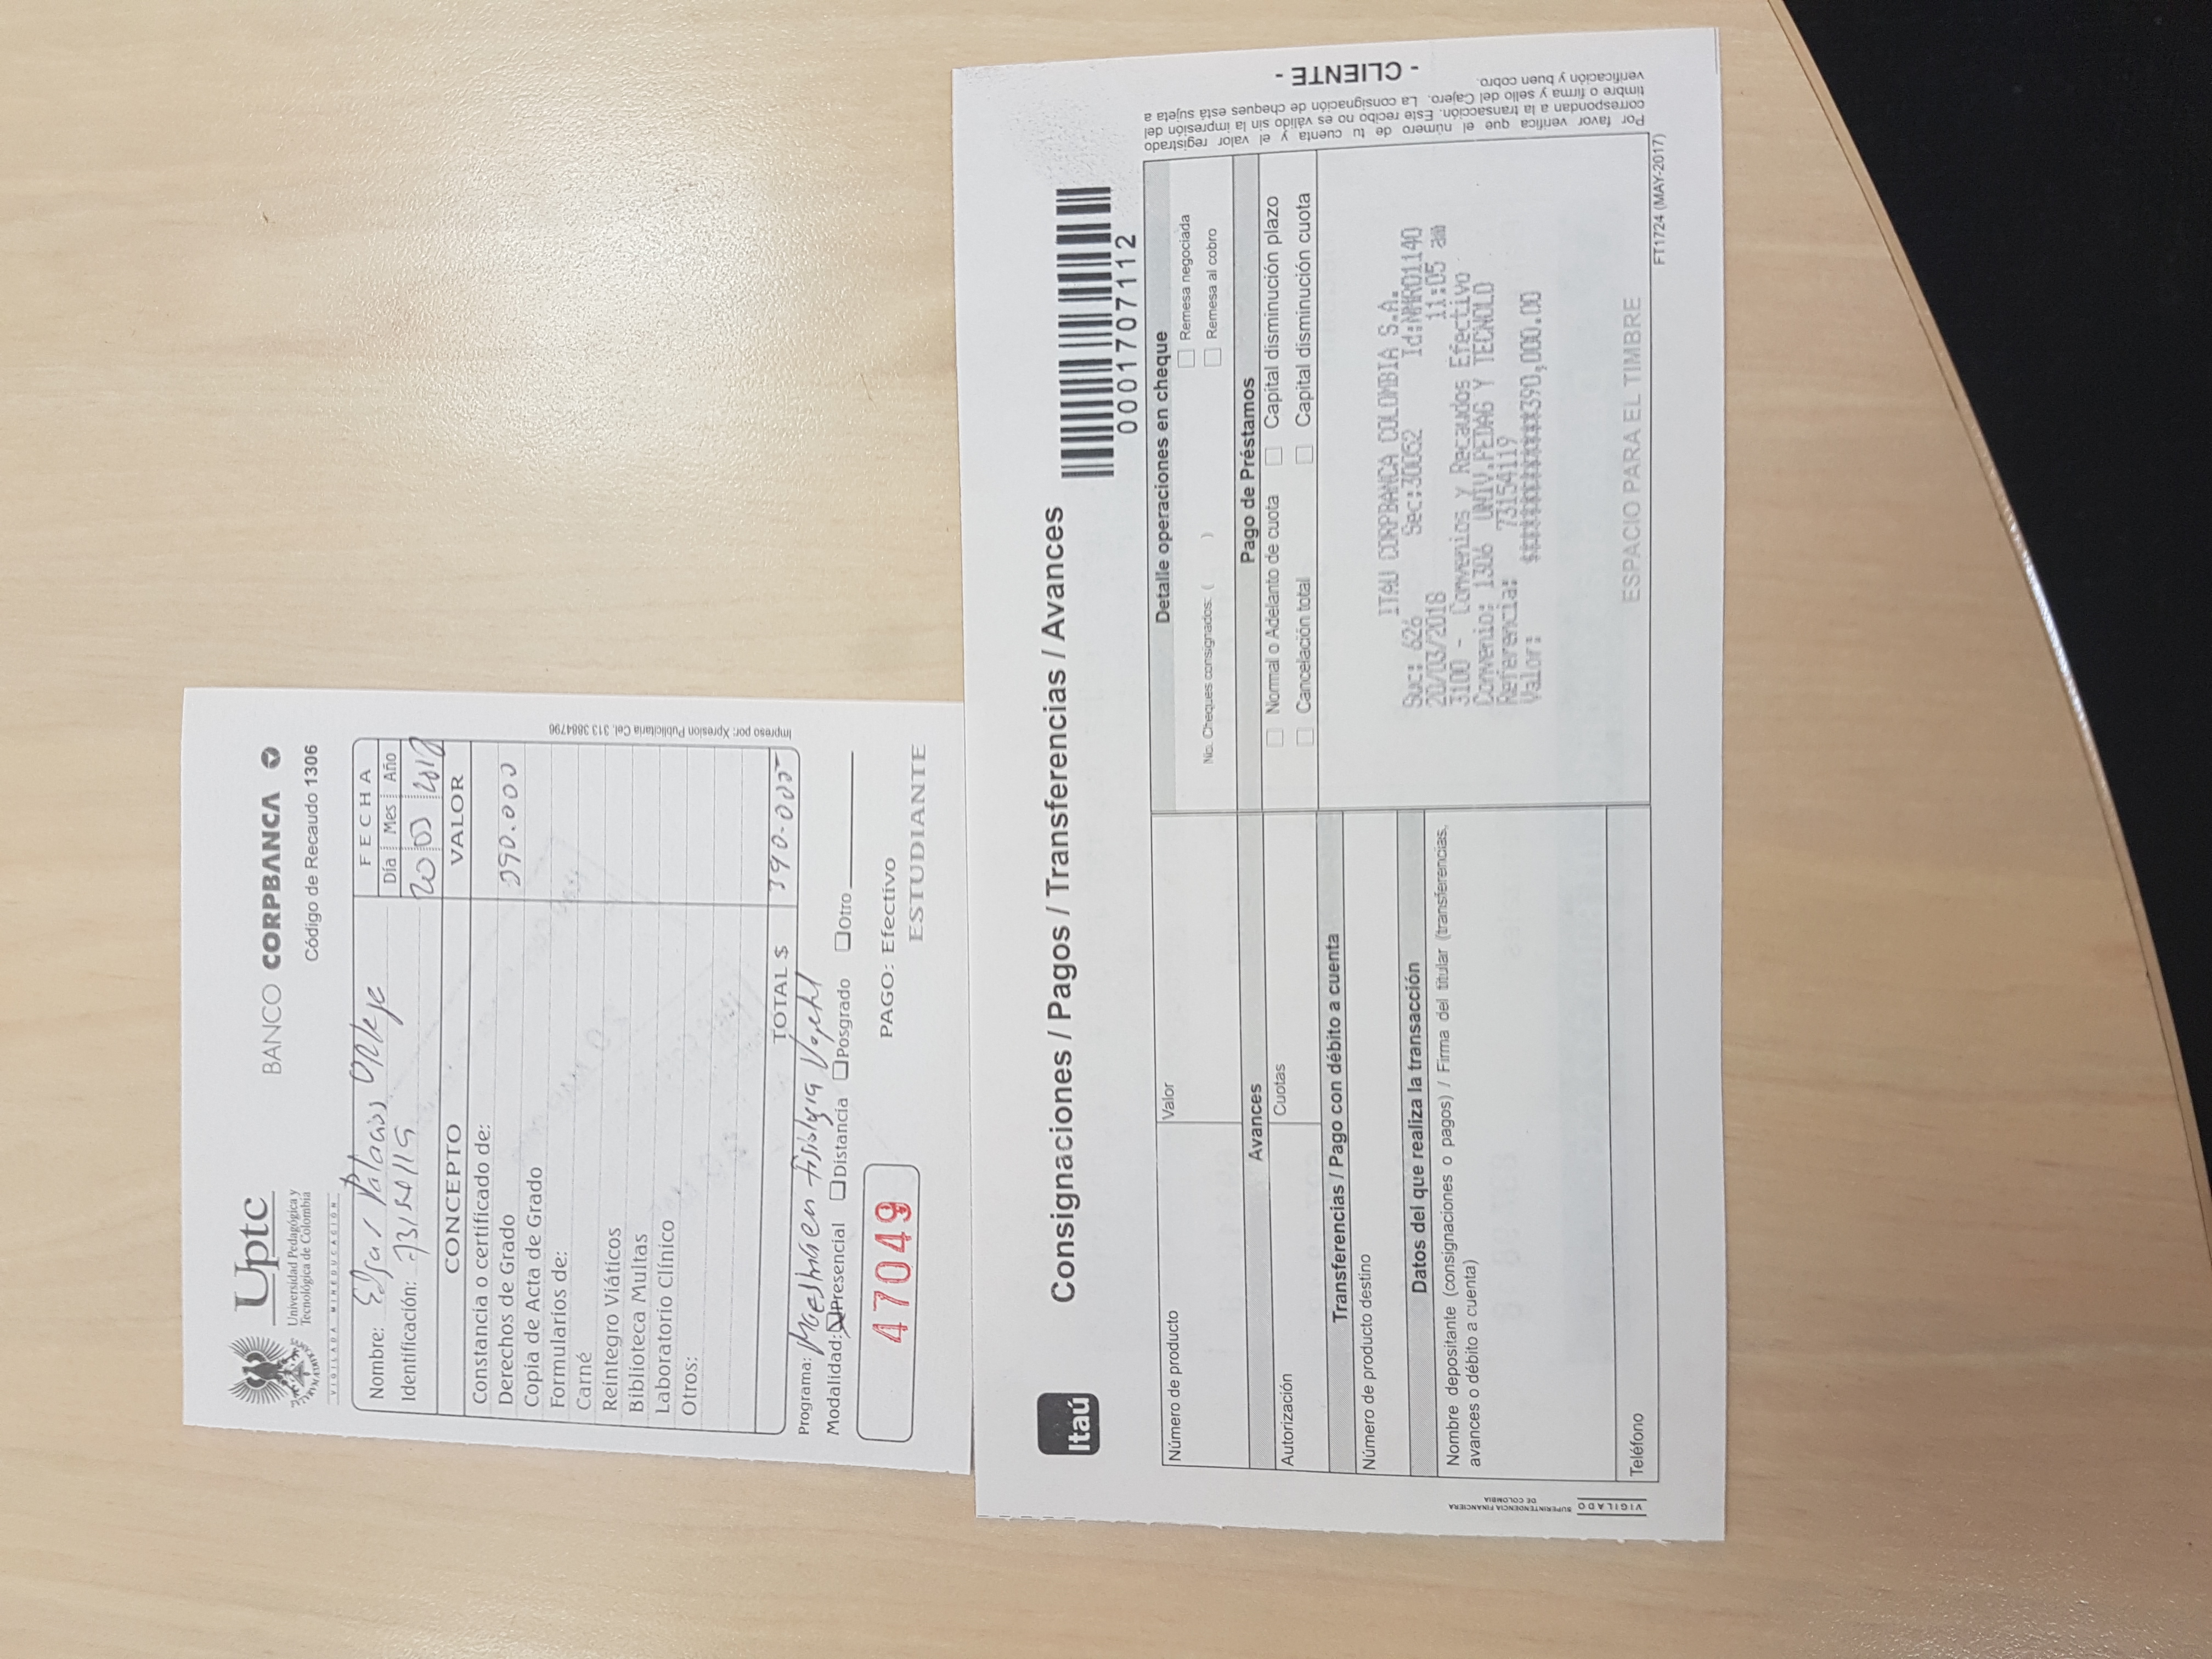 Uptc
Universidad Pedagógica y
Tecnológica de Colombia
VIGILADA MINEDUCACIÓN
BANCO CORPBANCA
Código de Recaudo 1306
Nombre: Edgar Palacios Ortega
Identificación: 73154119
FECHA
Día Mes Año
20 03 2018
CONCEPTO VALOR
Constancia o certificado de:
Derechos de Grado 390.000
Copia de Acta de Grado
Formularios de:
Carné
Reintegro Viáticos
Biblioteca Multas
Laboratorio Clínico
Otros:
TOTAL $ 390.000
Programa: Maestria en Fisiologia Vegetal
Modalidad: Presencial Distancia Posgrado Otro
47049
PAGO: Efectivo
ESTUDIANTE
Impreso por: Xpresion Publicitaria Cel. 313 3884796
Itaú
Consignaciones / Pagos / Transferencias / Avances
0001707112
Número de producto
Valor
Avances
Autorización
Cuotas
Transferencias / Pago con débito a cuenta
Número de producto destino
Datos del que realiza la transacción
Nombre depositante (consignaciones o pagos) / Firma del titular (transferencias,
avances o débito a cuenta)
Teléfono
Detalle operaciones en cheque
Remesa negociada
No. Cheques consignados: ( )
Remesa al cobro
Pago de Préstamos
Normal o Adelanto de cuota Capital disminución plazo
Cancelación total Capital disminución cuota
ITAU CORPBANCA COLOMBIA S.A.
Suc: 626 Sec:30052 Id:NMR01140
20/03/2018 11:05 am
3100 - Convenios y Recaudos Efectivo
Convenio: 1306 UNIV.PEDAG Y TECNOLO
Referencia: 73154119
Valor: $*************390,000.00
ESPACIO PARA EL TIMBRE
FT1724 (MAY-2017)
Por favor verifica que el número de tu cuenta y el valor registrado
correspondan a la transacción. Este recibo no es válido sin la impresión del
timbre o firma y sello del Cajero. La consignación de cheques está sujeta a
verificación y buen cobro.
- CLIENTE -
VIGILADO SUPERINTENDENCIA FINANCIERA
DE COLOMBIA